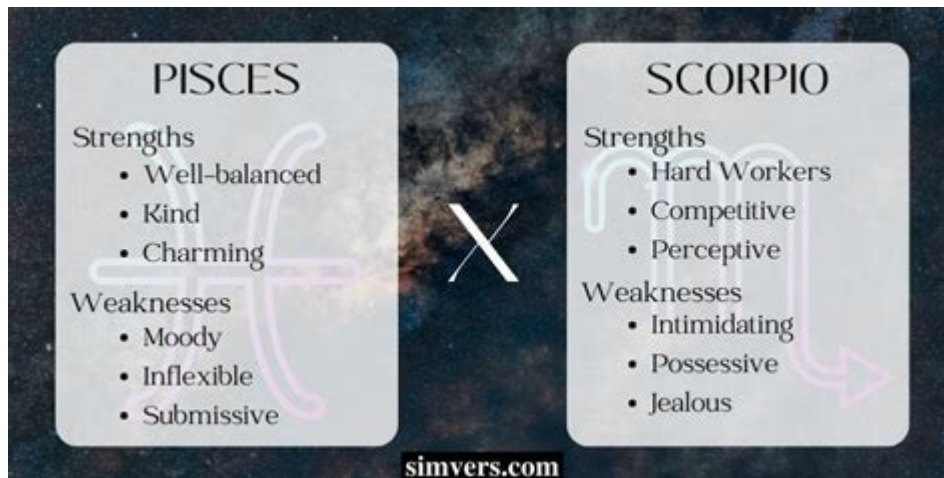 PISCES
Strengths
• Well-balanced
• Kind
• Charming
Weaknesses
• Moody
• Inflexible
• Submissive
X
SCORPIO
Strengths
• Hard Workers
• Competitive
• Perceptive
Weaknesses
• Intimidating
• Possessive
• Jealous
simvers.com